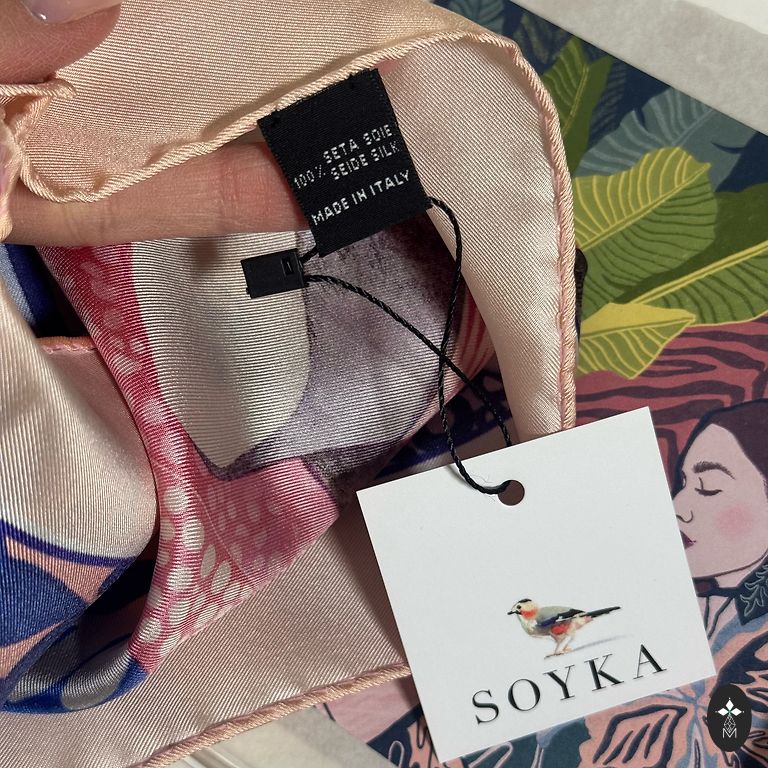 SETA SOIE
100% SEIDE SILK
MADE IN ITALY
SOYKA
M